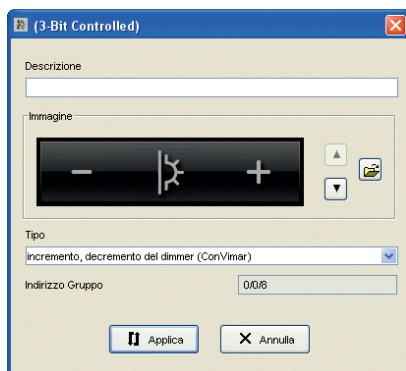 (3-Bit Controlled)
Descrizione
Immagine
Tipo
incremento, decremento del dimmer (ConVimar)
Indirizzo Gruppo 0/0/8
Applica Annulla